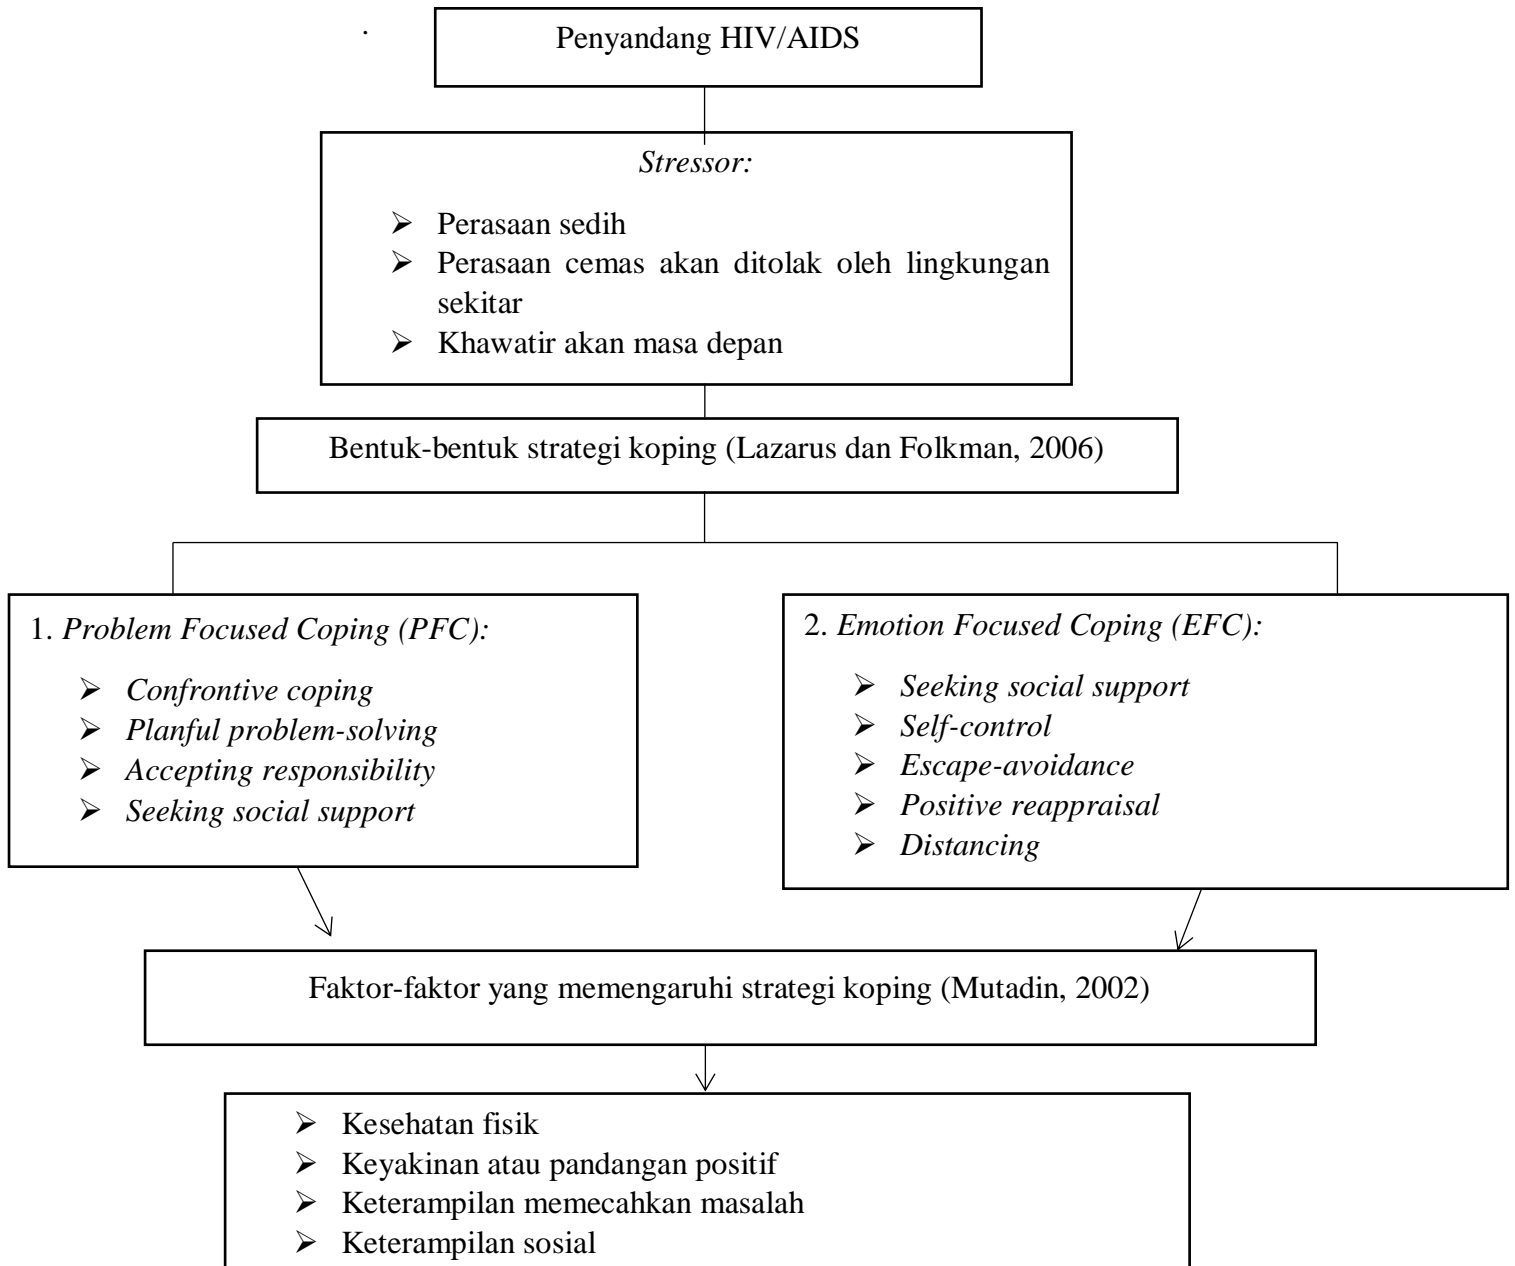 .
Penyandang HIV/AIDS
Stressor:
➢ Perasaan sedih
➢ Perasaan cemas akan ditolak oleh lingkungan
sekitar
➢ Khawatir akan masa depan
Bentuk-bentuk strategi koping (Lazarus dan Folkman, 2006)
1. Problem Focused Coping (PFC):
➢ Confrontive coping
➢ Planful problem-solving
➢ Accepting responsibility
➢ Seeking social support
2. Emotion Focused Coping (EFC):
➢ Seeking social support
➢ Self-control
➢ Escape-avoidance
➢ Positive reappraisal
➢ Distancing
Faktor-faktor yang memengaruhi strategi koping (Mutadin, 2002)
➢ Kesehatan fisik
➢ Keyakinan atau pandangan positif
➢ Keterampilan memecahkan masalah
➢ Keterampilan sosial